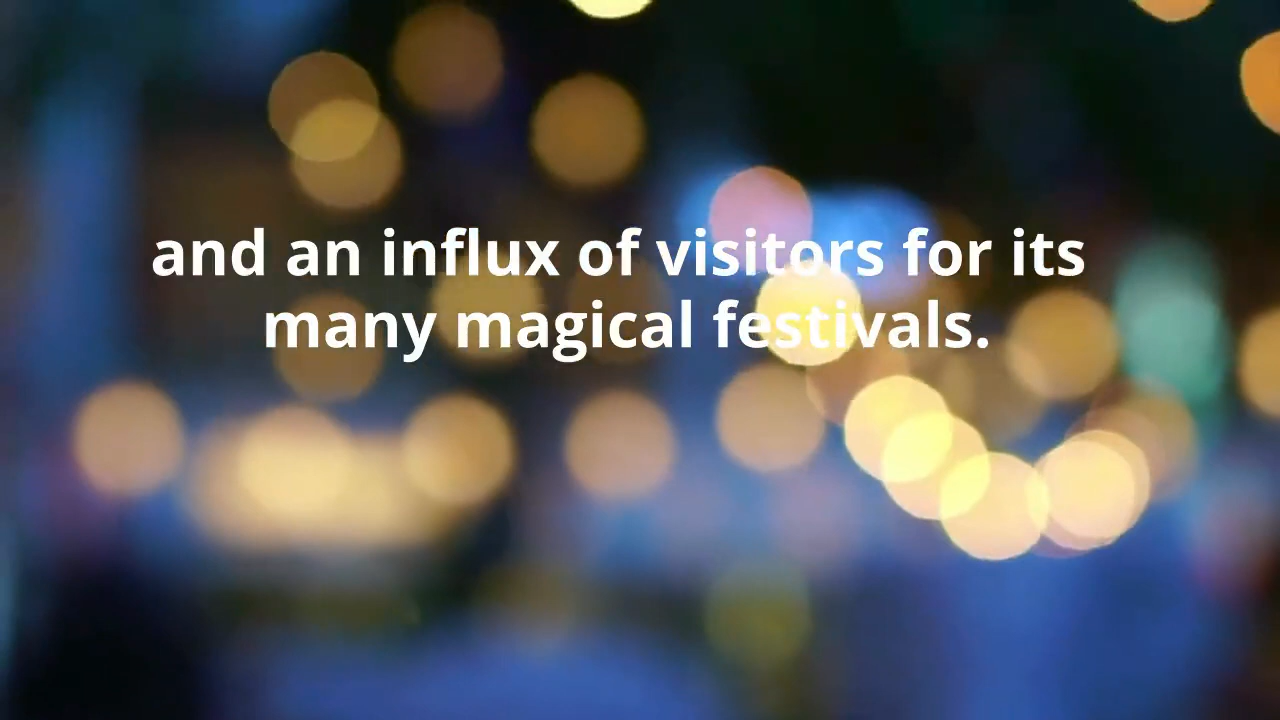 and an influx of visitors for its
many magical festivals.